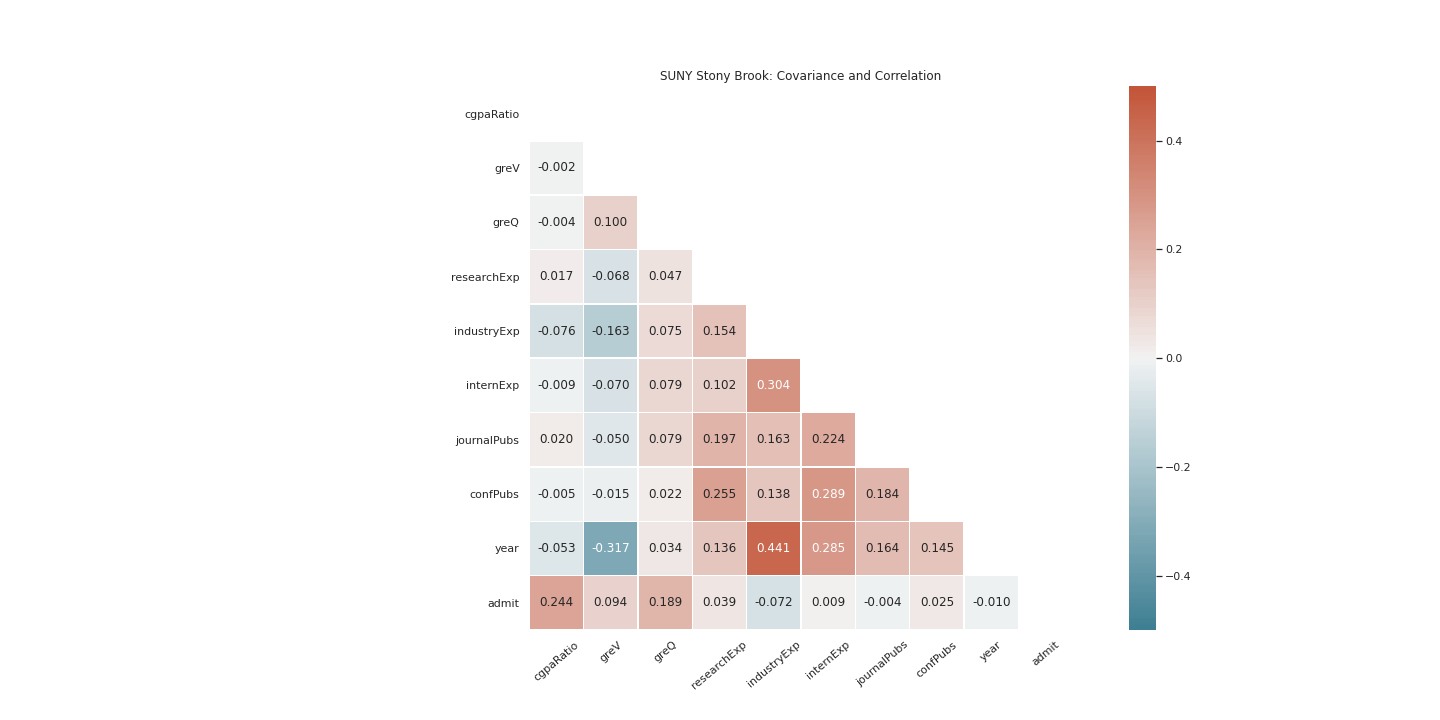 SUNY Stony Brook: Covariance and Correlation
cgpaRatio
greV -0.002
greQ -0.004 0.100
researchExp 0.017 -0.068 0.047
industryExp -0.076 -0.163 0.075 0.154
internExp -0.009 -0.070 0.079 0.102 0.304
journalPubs 0.020 -0.050 0.079 0.197 0.163 0.224
confPubs -0.005 -0.015 0.022 0.255 0.138 0.289 0.184
year -0.053 -0.317 0.034 0.136 0.441 0.285 0.164 0.145
admit 0.244 0.094 0.189 0.039 -0.072 0.009 -0.004 0.025 -0.010
cgpaRatio greV greQ researchExp industryExp internExp journalPubs confPubs year admit
0.4
0.2
0.0
−0.2
−0.4